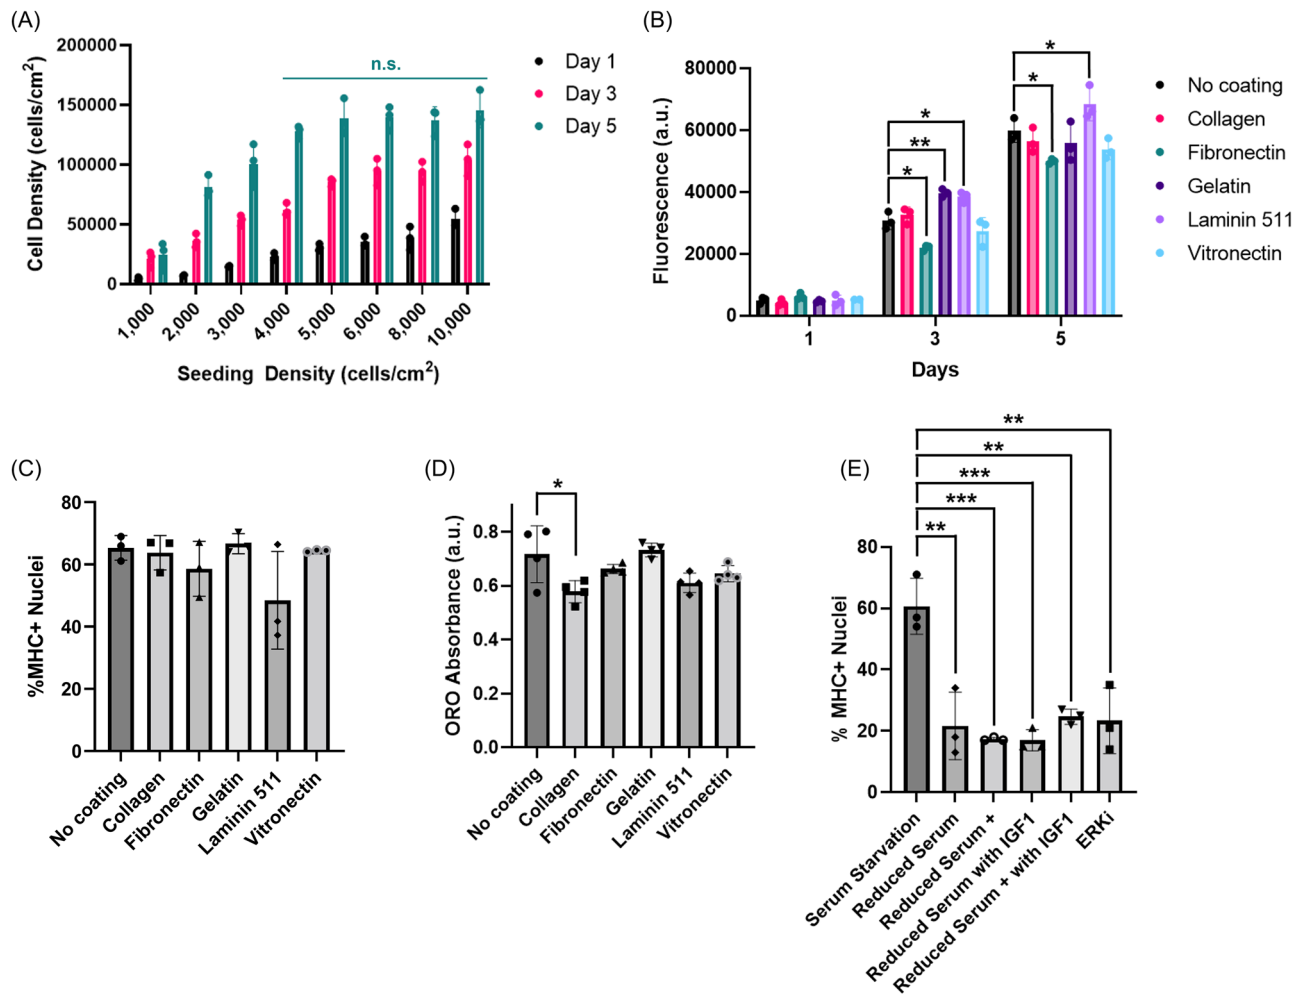 (A)
200000
150000
100000
50000
0
Cell Density (cells/cm2)
n.s.
Day 1
Day 3
Day 5
1,000
2,000
3,000
4,000
5,000
6,000
8,000
10,000
Seeding Density (cells/cm2)
(B)
80000
60000
40000
20000
0
Fluorescence (a.u.)
*
**
*
*
*
1
3
5
Days
No coating
Collagen
Fibronectin
Gelatin
Laminin 511
Vitronectin
(C)
80
60
40
20
0
%MHC+ Nuclei
No coating
Collagen
Fibronectin
Gelatin
Laminin 511
Vitronectin
(D)
0.8
0.6
0.4
0.2
0.0
ORO Absorbance (a.u.)
*
No coating
Collagen
Fibronectin
Gelatin
Laminin 511
Vitronectin
(E)
**
**
***
***
**
80
60
40
20
0
% MHC+ Nuclei
Serum Starvation
Reduced Serum
Reduced Serum +
Reduced Serum with IGF1
Reduced Serum + with IGF1
ERKi